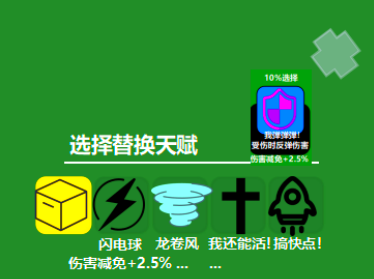 10%选择
我弹弹弹!
受伤时反弹伤害
伤害减免+2.5%
选择替换天赋
闪电球 龙卷风 我还能活! 搞快点!
伤害减免+2.5% ... ...